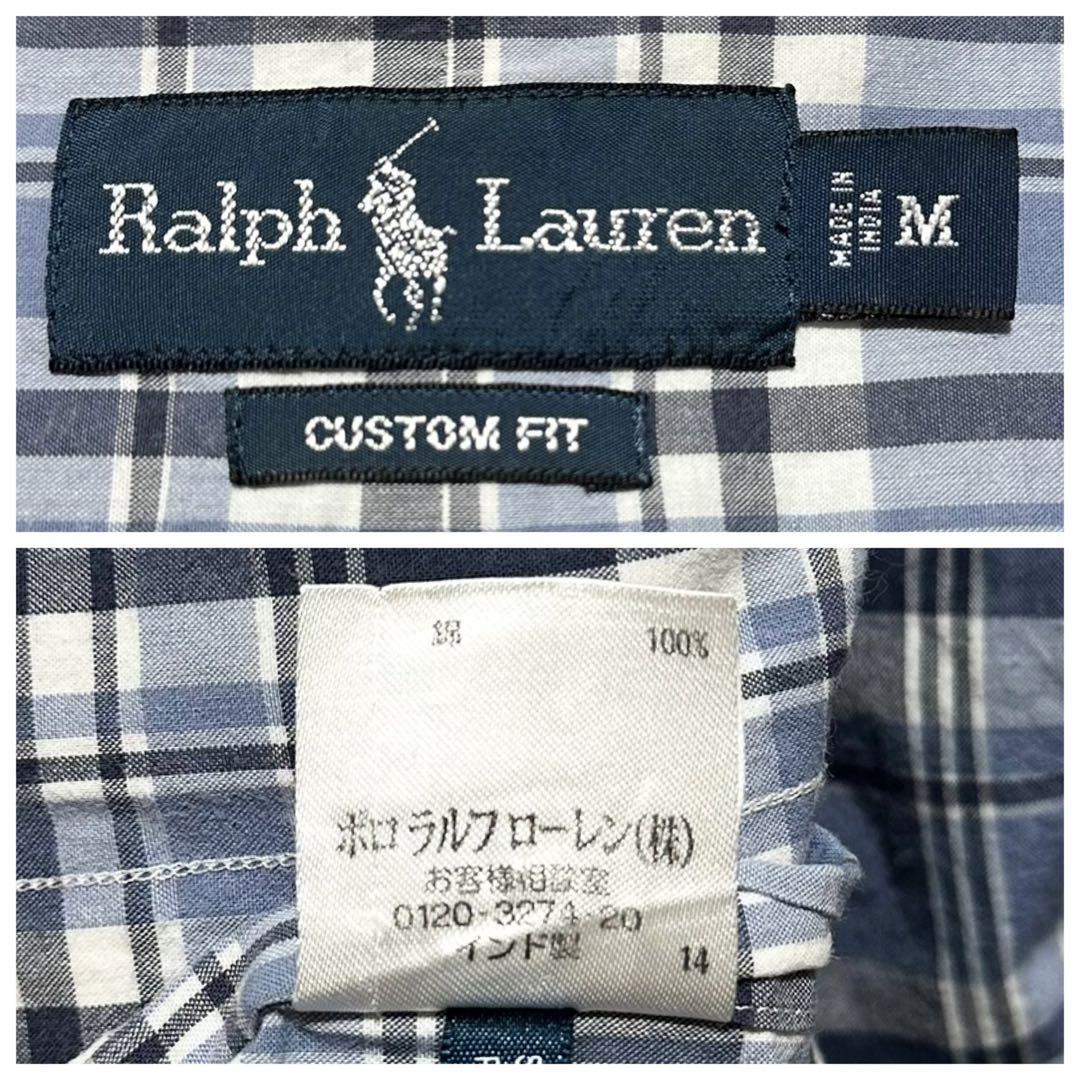 Ralph Lauren
MADE IN
INDIA
M
CUSTOM FIT
綿 100%
ポロ ラルフ ローレン(株)
お客様相談室
0120-3274-20
インド製 14